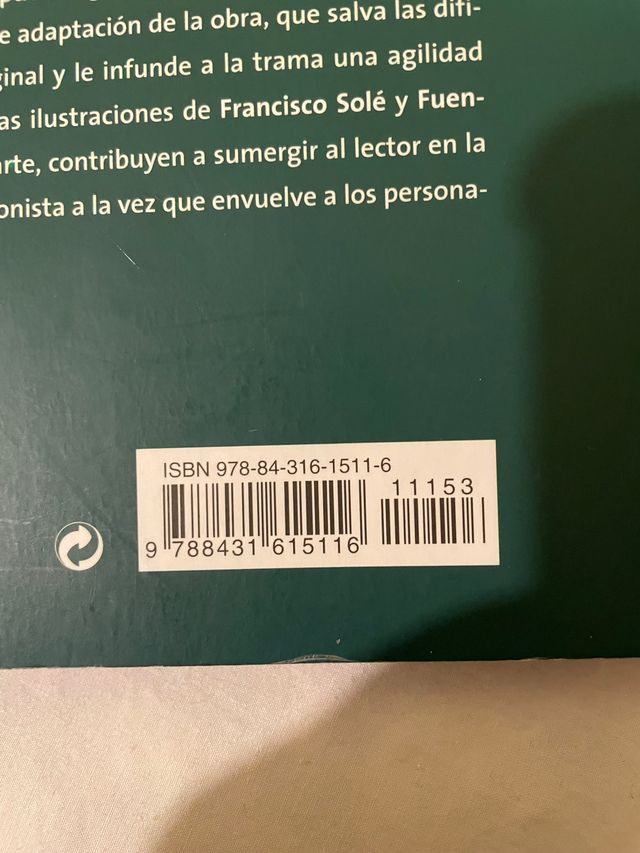 e adaptación de la obra, que salva las difi-
ginal y le infunde a la trama una agilidad
as ilustraciones de Francisco Solé y Fuen-
arte, contribuyen a sumergir al lector en la
onista a la vez que envuelve a los persona-
ISBN 978-84-316-1511-6
11153
9 788431 615116